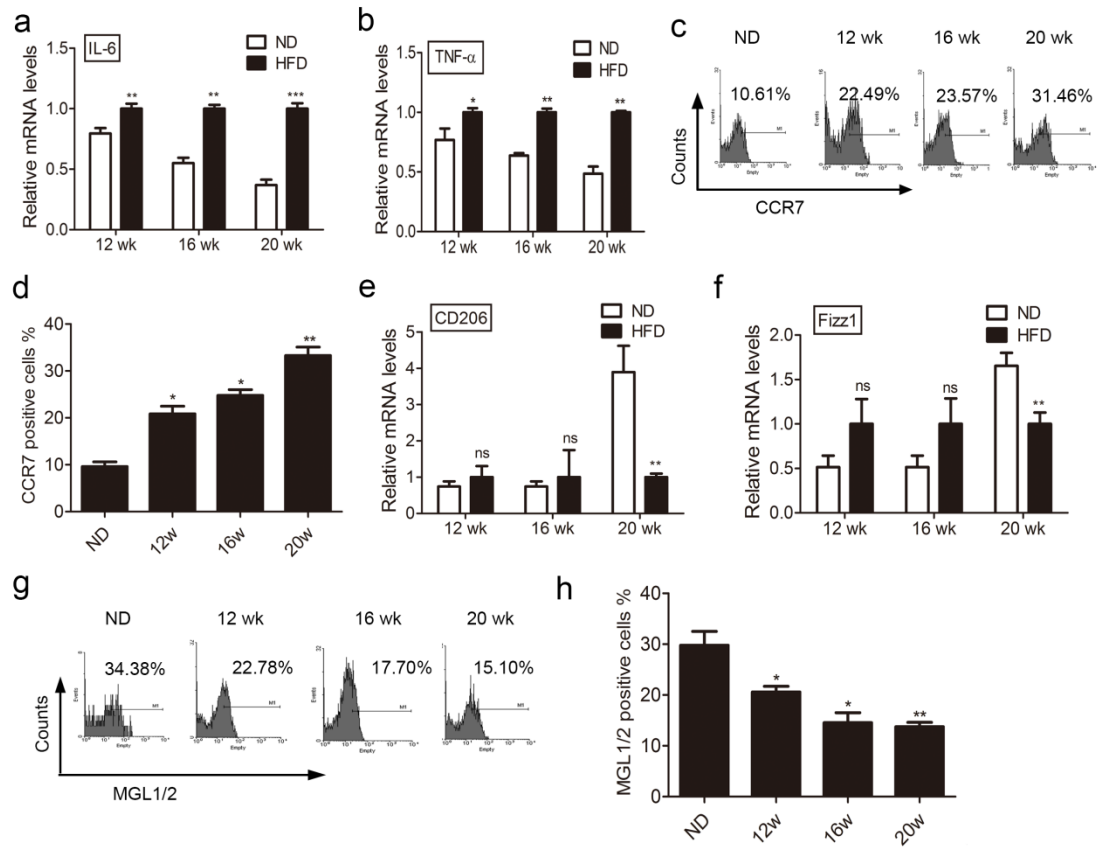 a
IL-6
ND
HFD
Relative mRNA levels
1.5
1.0
0.5
0.0
**
**
***
12 wk
16 wk
20 wk
b
TNF-α
ND
HFD
Relative mRNA levels
1.5
1.0
0.5
0.0
*
**
**
12 wk
16 wk
20 wk
c
ND
12 wk
16 wk
20 wk
10.61%
22.49%
23.57%
31.46%
Counts
CCR7
d
CCR7 positive cells %
40
30
20
10
0
*
*
**
ND
12w
16w
20w
e
CD206
ND
HFD
Relative mRNA levels
5
4
3
2
1
0
ns
ns
**
12 wk
16 wk
20 wk
f
Fizz1
ND
HFD
Relative mRNA levels
2.0
1.5
1.0
0.5
0.0
ns
ns
**
12 wk
16 wk
20 wk
g
ND
12 wk
16 wk
20 wk
34.38%
22.78%
17.70%
15.10%
Counts
MGL1/2
h
MGL1/2 positive cells %
40
30
20
10
0
*
*
**
ND
12w
16w
20w